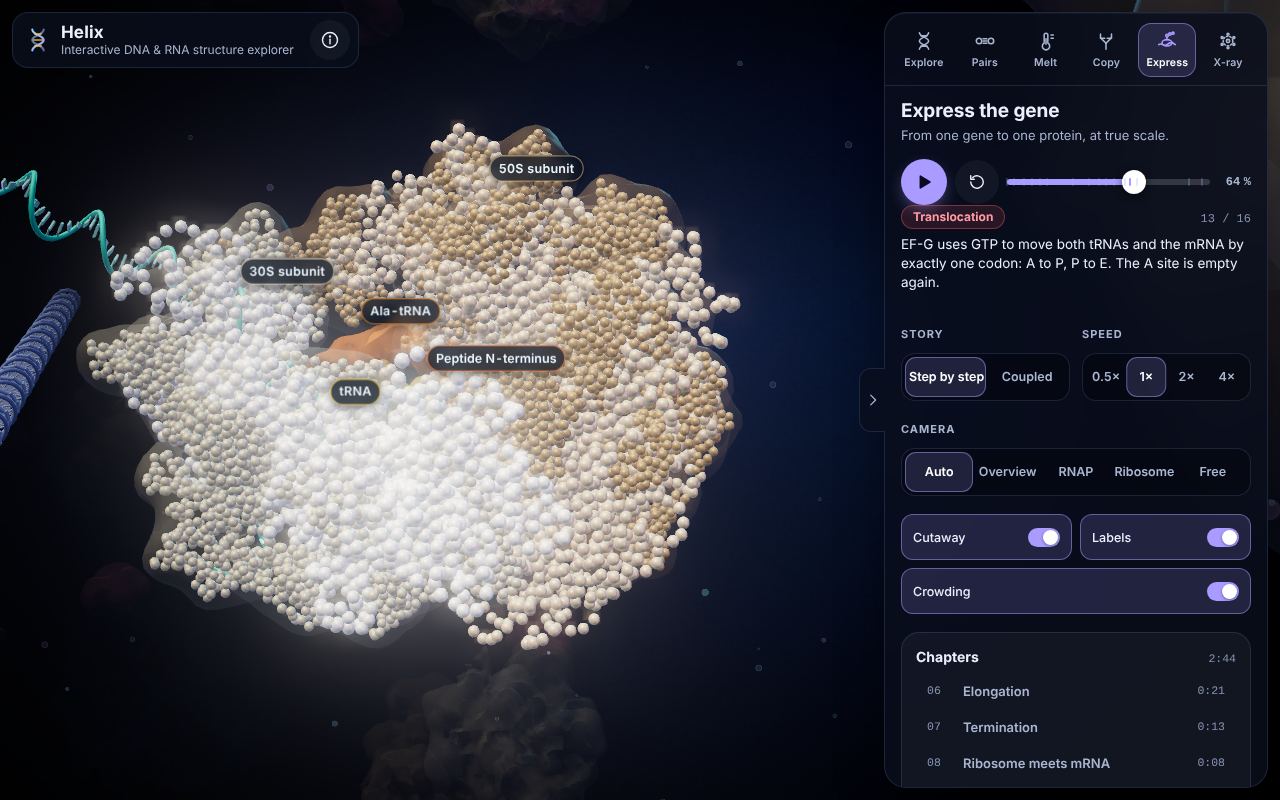 Helix
Interactive DNA & RNA structure explorer
50S subunit
30S subunit
Ala-tRNA
Peptide N-terminus
tRNA
Explore
Pairs
Melt
Copy
Express
X-ray
Express the gene
From one gene to one protein, at true scale.
64 %
Translocation
13 / 16
EF-G uses GTP to move both tRNAs and the mRNA by
exactly one codon: A to P, P to E. The A site is empty
again.
STORY
SPEED
Step by step
Coupled
0.5×
1×
2×
4×
CAMERA
Auto
Overview
RNAP
Ribosome
Free
Cutaway
Labels
Crowding
Chapters
2:44
06 Elongation 0:21
07 Termination 0:13
08 Ribosome meets mRNA 0:08